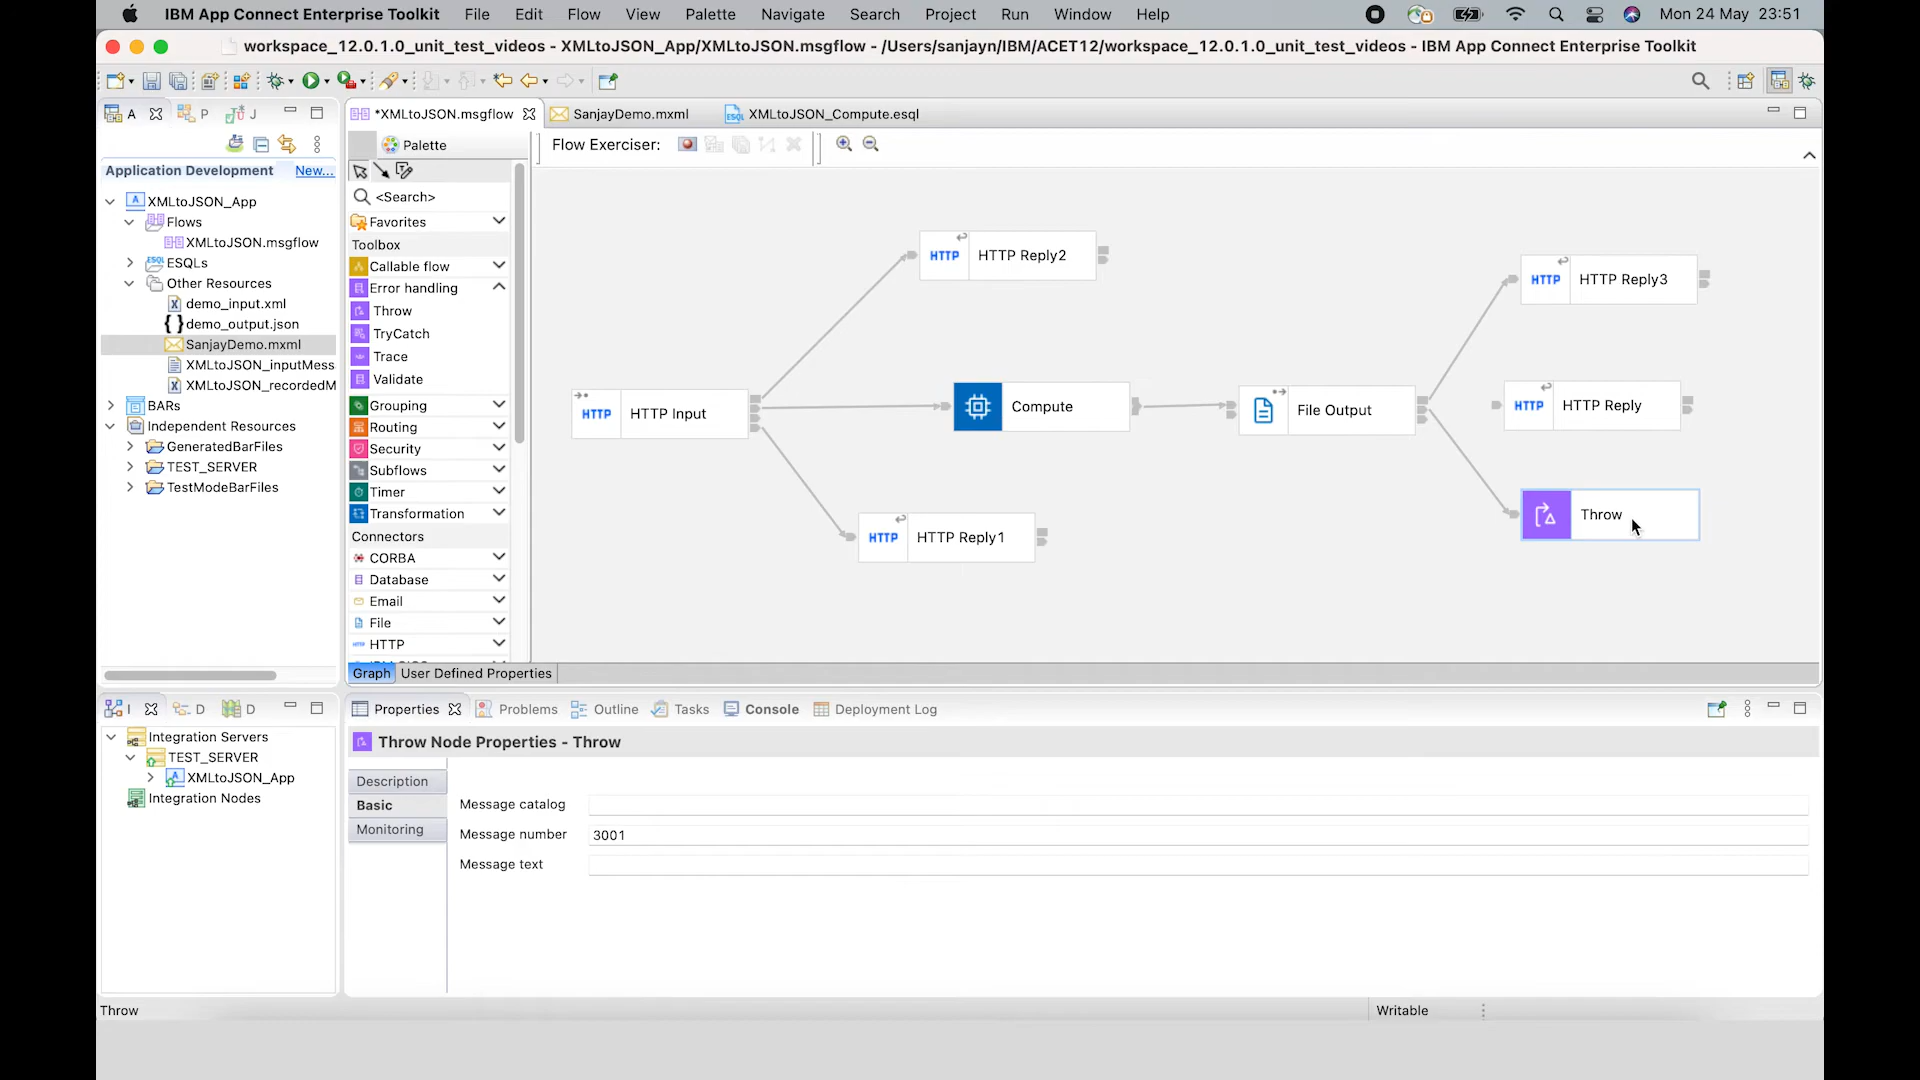 IBM App Connect Enterprise Toolkit File Edit Flow View Palette Navigate Search Project Run Window Help Mon 24 May 23:51
workspace_12.0.1.0_unit_test_videos - XMLtoJSON_App/XMLtoJSON.msgflow - /Users/sanjayn/IBM/ACET12/workspace_12.0.1.0_unit_test_videos - IBM App Connect Enterprise Toolkit
A P J
*XMLtoJSON.msgflow SanjayDemo.mxml XMLtoJSON_Compute.esql
Palette
Flow Exerciser:
Application Development New...
XMLtoJSON_App
Flows
XMLtoJSON.msgflow
ESQLs
Other Resources
demo_input.xml
demo_output.json
SanjayDemo.mxml
XMLtoJSON_inputMess
XMLtoJSON_recordedM
BARs
Independent Resources
GeneratedBarFiles
TEST_SERVER
TestModeBarFiles
<Search>
Favorites
Toolbox
Callable flow
Error handling
Throw
TryCatch
Trace
Validate
Grouping
Routing
Security
Subflows
Timer
Transformation
Connectors
CORBA
Database
Email
File
HTTP
HTTP HTTP Reply2
HTTP HTTP Reply3
HTTP HTTP Input
Compute
File Output
HTTP HTTP Reply
HTTP HTTP Reply1
Throw
Graph User Defined Properties
I D D
Integration Servers
TEST_SERVER
XMLtoJSON_App
Integration Nodes
Properties Problems Outline Tasks Console Deployment Log
Throw Node Properties - Throw
Description
Basic
Monitoring
Message catalog
Message number 3001
Message text
Throw Writable